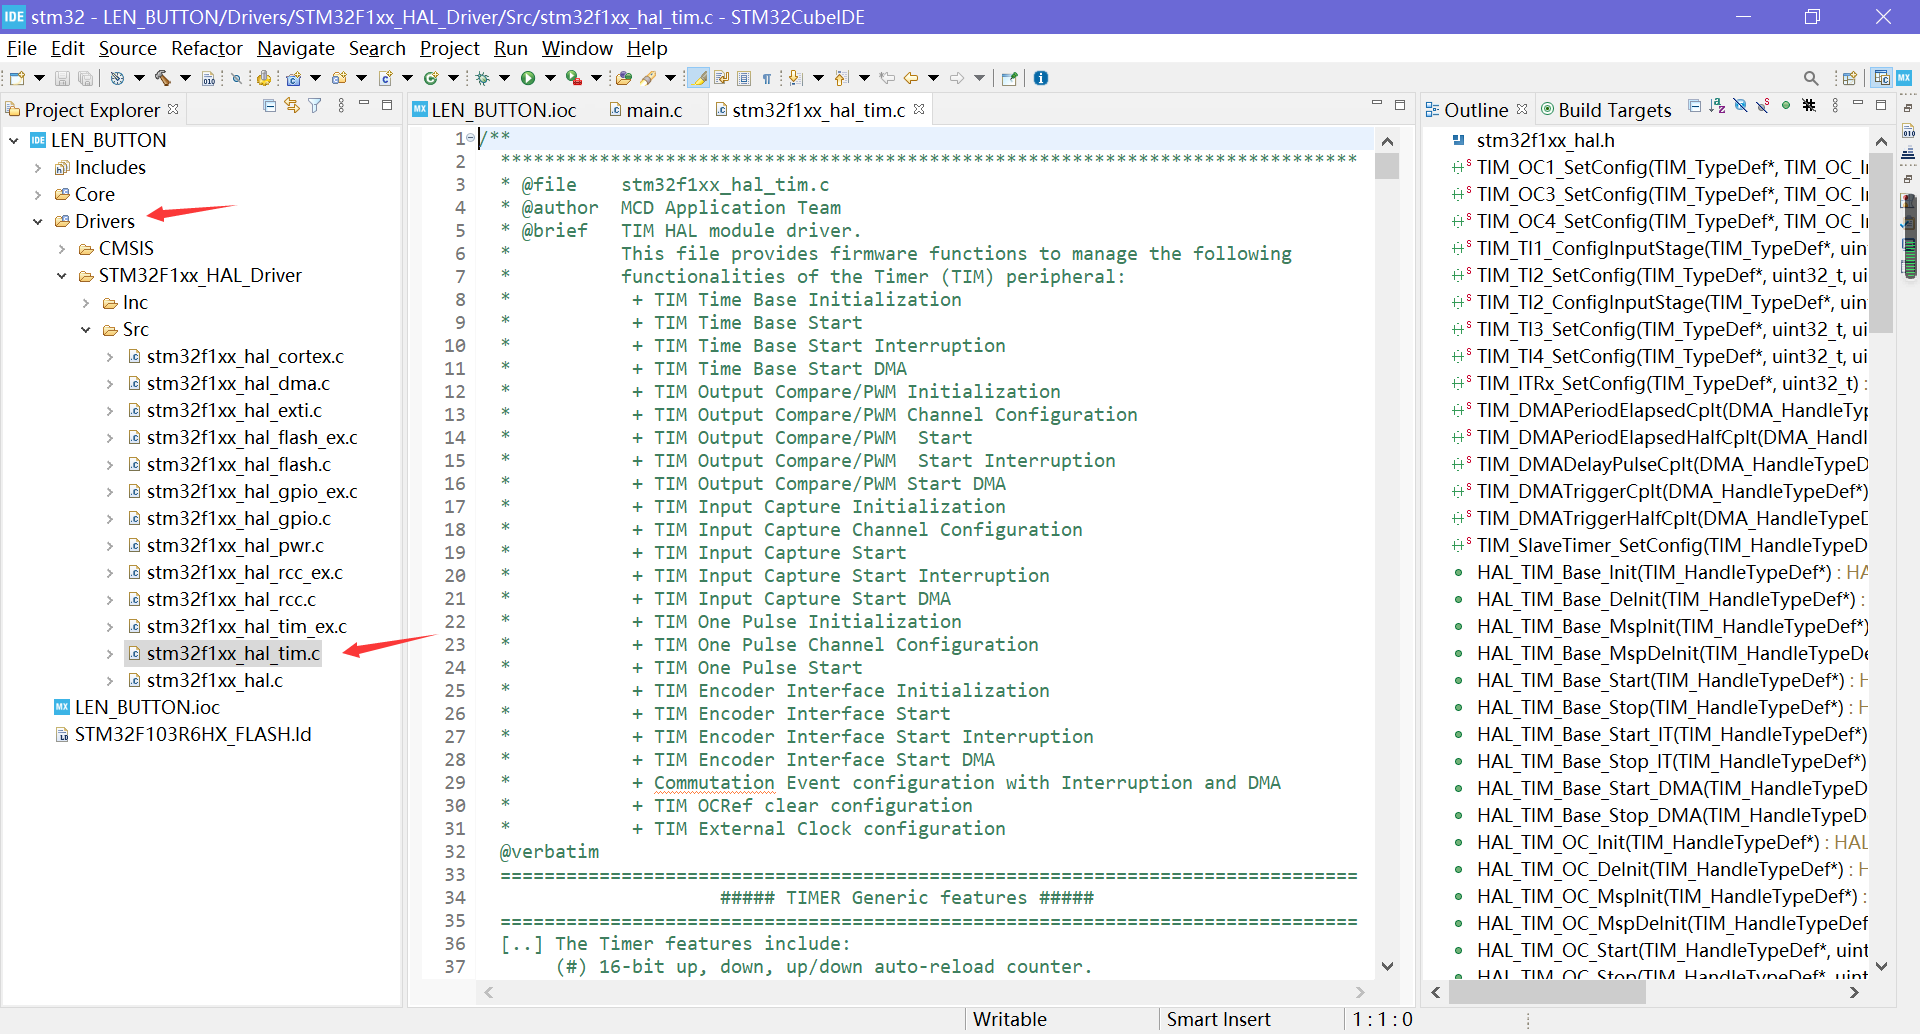 IDE stm32 - LEN_BUTTON/Drivers/STM32F1xx_HAL_Driver/Src/stm32f1xx_hal_tim.c - STM32CubeIDE
File Edit Source Refactor Navigate Search Project Run Window Help
Project Explorer
IDE LEN_BUTTON
Includes
Core
Drivers
CMSIS
STM32F1xx_HAL_Driver
Inc
Src
stm32f1xx_hal_cortex.c
stm32f1xx_hal_dma.c
stm32f1xx_hal_exti.c
stm32f1xx_hal_flash_ex.c
stm32f1xx_hal_flash.c
stm32f1xx_hal_gpio_ex.c
stm32f1xx_hal_gpio.c
stm32f1xx_hal_pwr.c
stm32f1xx_hal_rcc_ex.c
stm32f1xx_hal_rcc.c
stm32f1xx_hal_tim_ex.c
stm32f1xx_hal_tim.c
stm32f1xx_hal.c
MX LEN_BUTTON.ioc
STM32F103R6HX_FLASH.ld
MX LEN_BUTTON.ioc main.c stm32f1xx_hal_tim.c
1 /**
2 ******************************************************************************
3 * @file    stm32f1xx_hal_tim.c
4 * @author  MCD Application Team
5 * @brief   TIM HAL module driver.
6 *          This file provides firmware functions to manage the following
7 *          functionalities of the Timer (TIM) peripheral:
8 *           + TIM Time Base Initialization
9 *           + TIM Time Base Start
10 *           + TIM Time Base Start Interruption
11 *           + TIM Time Base Start DMA
12 *           + TIM Output Compare/PWM Initialization
13 *           + TIM Output Compare/PWM Channel Configuration
14 *           + TIM Output Compare/PWM  Start
15 *           + TIM Output Compare/PWM  Start Interruption
16 *           + TIM Output Compare/PWM Start DMA
17 *           + TIM Input Capture Initialization
18 *           + TIM Input Capture Channel Configuration
19 *           + TIM Input Capture Start
20 *           + TIM Input Capture Start Interruption
21 *           + TIM Input Capture Start DMA
22 *           + TIM One Pulse Initialization
23 *           + TIM One Pulse Channel Configuration
24 *           + TIM One Pulse Start
25 *           + TIM Encoder Interface Initialization
26 *           + TIM Encoder Interface Start
27 *           + TIM Encoder Interface Start Interruption
28 *           + TIM Encoder Interface Start DMA
29 *           + Commutation Event configuration with Interruption and DMA
30 *           + TIM OCRef clear configuration
31 *           + TIM External Clock configuration
32 @verbatim
33 ==============================================================================
34                     ##### TIMER Generic features #####
35 ==============================================================================
36 [..] The Timer features include:
37      (#) 16-bit up, down, up/down auto-reload counter.
Outline Build Targets
stm32f1xx_hal.h
TIM_OC1_SetConfig(TIM_TypeDef*, TIM_OC_I
TIM_OC3_SetConfig(TIM_TypeDef*, TIM_OC_I
TIM_OC4_SetConfig(TIM_TypeDef*, TIM_OC_I
TIM_TI1_ConfigInputStage(TIM_TypeDef*, uin
TIM_TI2_SetConfig(TIM_TypeDef*, uint32_t, ui
TIM_TI2_ConfigInputStage(TIM_TypeDef*, uin
TIM_TI3_SetConfig(TIM_TypeDef*, uint32_t, ui
TIM_TI4_SetConfig(TIM_TypeDef*, uint32_t, ui
TIM_ITRx_SetConfig(TIM_TypeDef*, uint32_t) :
TIM_DMAPeriodElapsedCplt(DMA_HandleTyp
TIM_DMAPeriodElapsedHalfCplt(DMA_Handl
TIM_DMADelayPulseCplt(DMA_HandleTypeD
TIM_DMATriggerCplt(DMA_HandleTypeDef*)
TIM_DMATriggerHalfCplt(DMA_HandleTypeD
TIM_SlaveTimer_SetConfig(TIM_HandleTypeD
HAL_TIM_Base_Init(TIM_HandleTypeDef*) : HA
HAL_TIM_Base_DeInit(TIM_HandleTypeDef*) :
HAL_TIM_Base_MspInit(TIM_HandleTypeDef*)
HAL_TIM_Base_MspDeInit(TIM_HandleTypeDe
HAL_TIM_Base_Start(TIM_HandleTypeDef*) : H
HAL_TIM_Base_Stop(TIM_HandleTypeDef*) : H
HAL_TIM_Base_Start_IT(TIM_HandleTypeDef*)
HAL_TIM_Base_Stop_IT(TIM_HandleTypeDef*)
HAL_TIM_Base_Start_DMA(TIM_HandleTypeD
HAL_TIM_Base_Stop_DMA(TIM_HandleTypeD
HAL_TIM_OC_Init(TIM_HandleTypeDef*) : HAL
HAL_TIM_OC_DeInit(TIM_HandleTypeDef*) : H
HAL_TIM_OC_MspInit(TIM_HandleTypeDef*) :
HAL_TIM_OC_MspDeInit(TIM_HandleTypeDef
HAL_TIM_OC_Start(TIM_HandleTypeDef*, uint
HAL_TIM_OC_Stop(TIM_HandleTypeDef*, uint
Writable Smart Insert 1 : 1 : 0